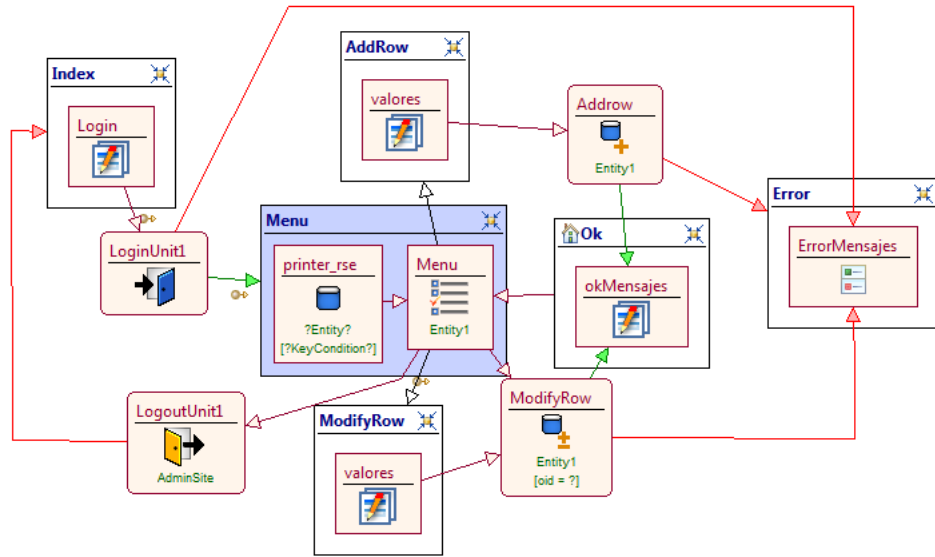 AddRow
valores
Index
Login
Addrow
Entity1
Menu
printer_rse
?Entity?
[?KeyCondition?]
Menu
Entity1
LoginUnit1
Ok
okMensajes
Error
ErrorMensajes
LogoutUnit1
AdminSite
ModifyRow
valores
ModifyRow
Entity1
[oid = ?]